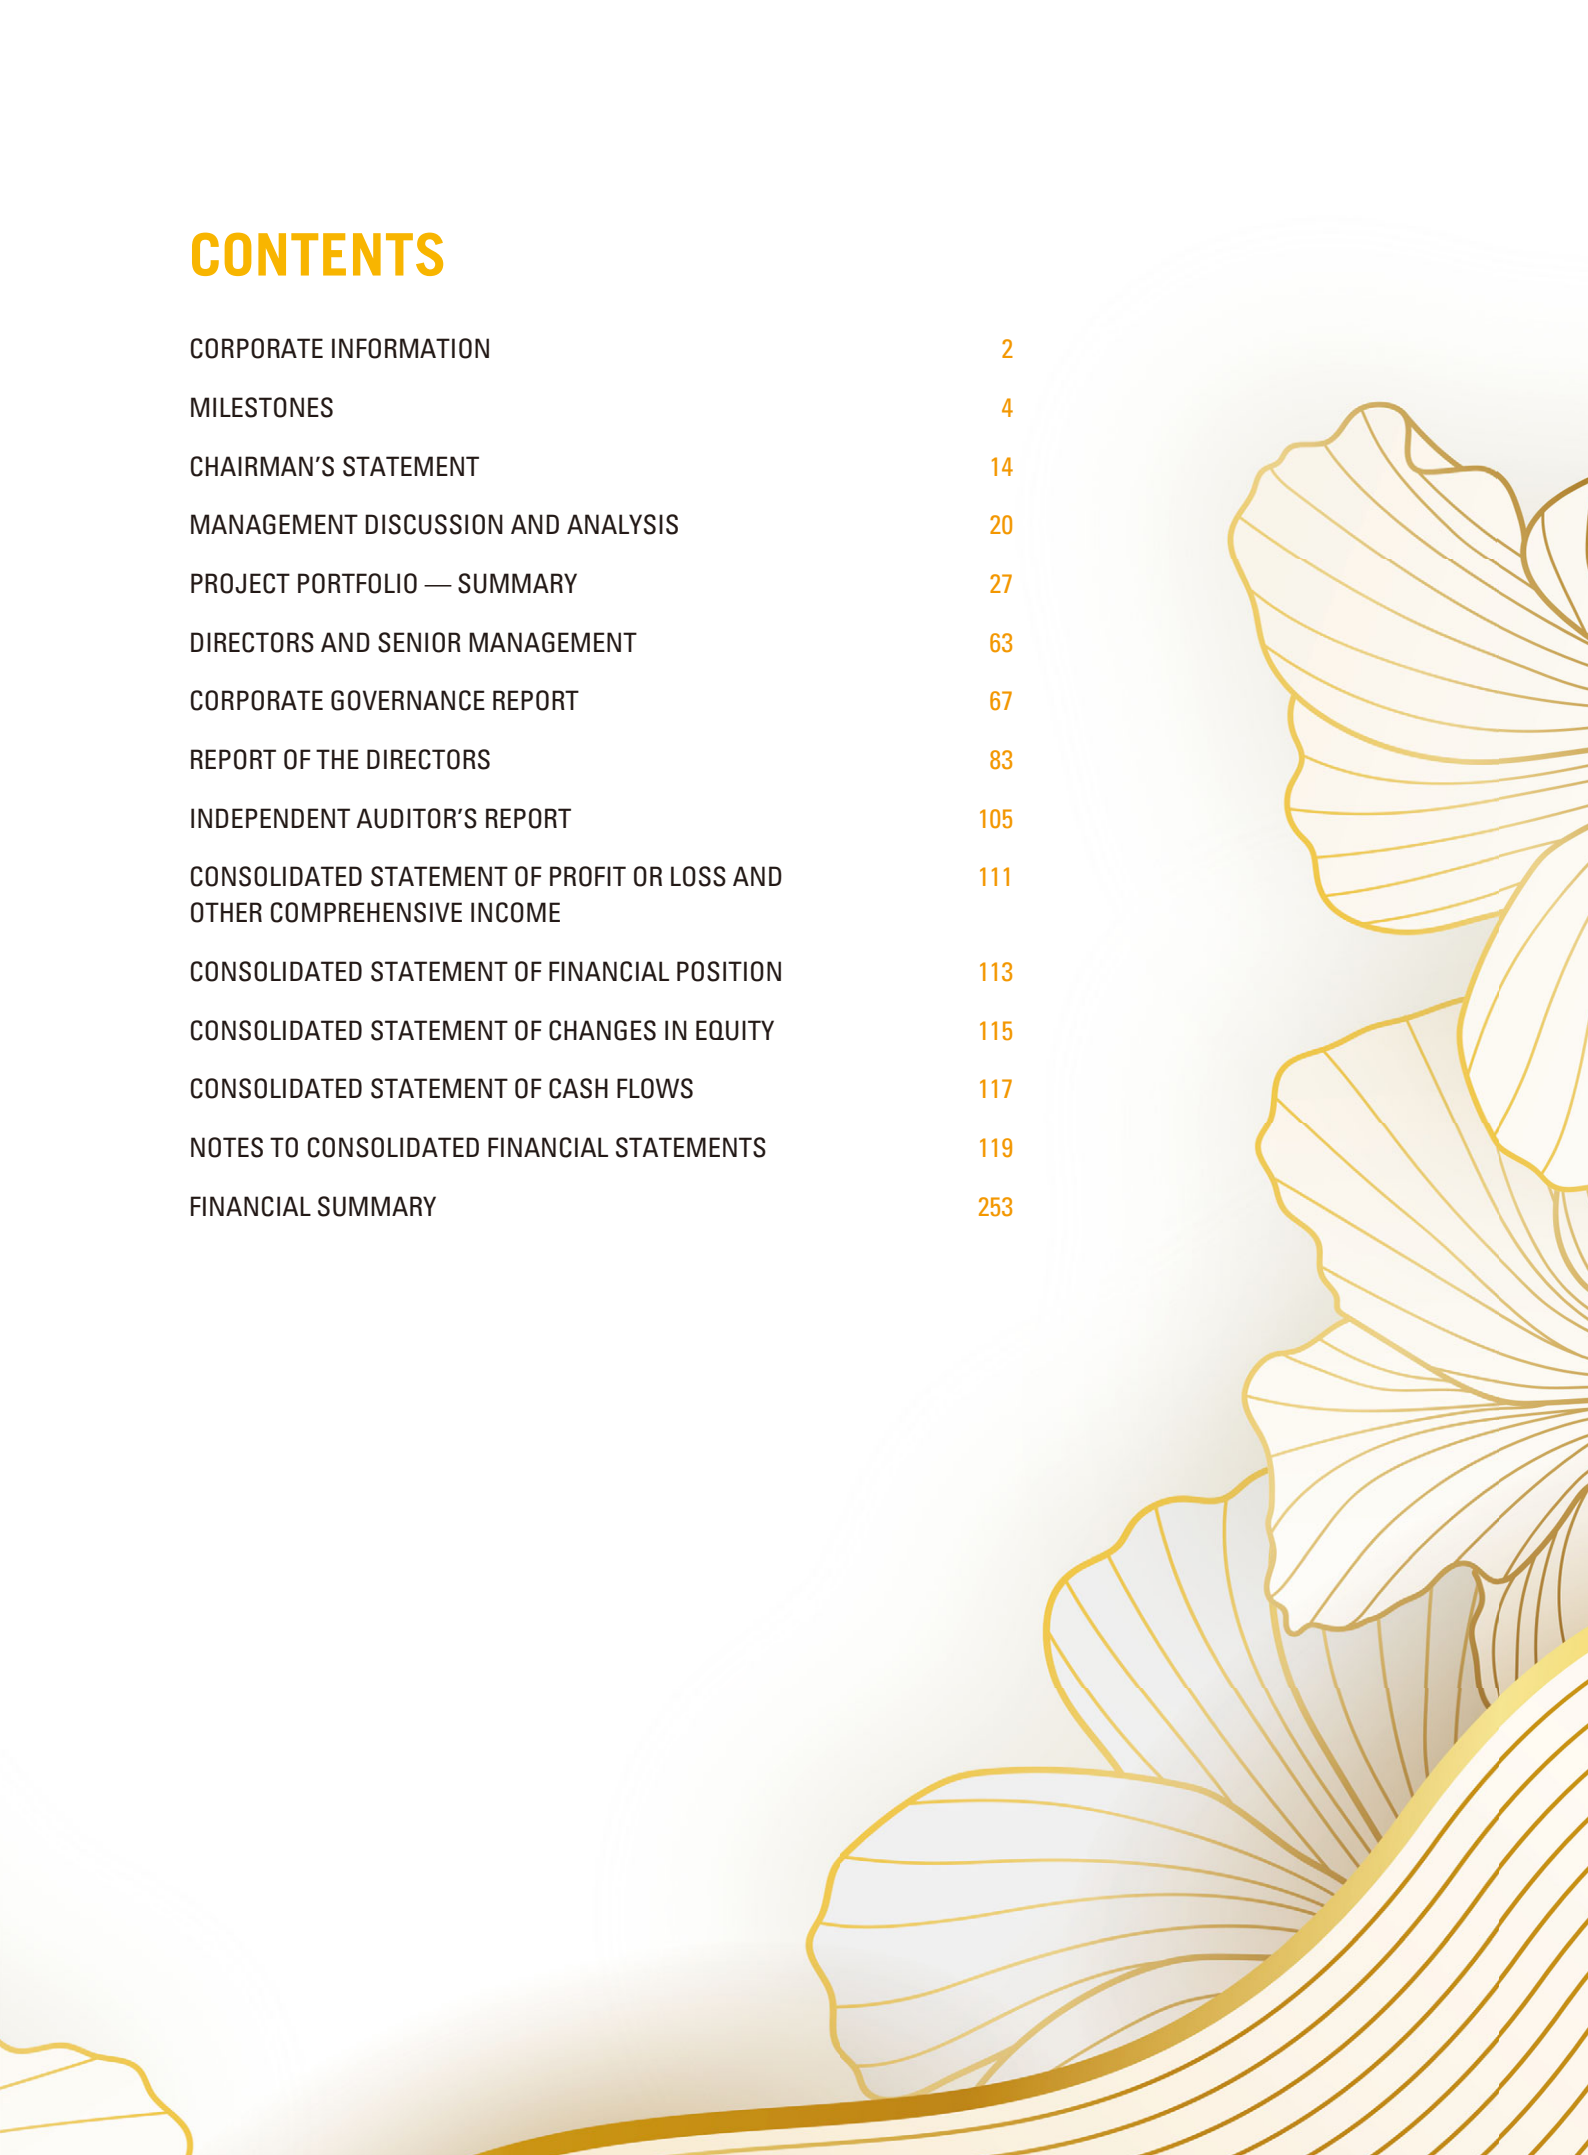 CONTENTS
CORPORATE INFORMATION 2
MILESTONES 4
CHAIRMAN’S STATEMENT 14
MANAGEMENT DISCUSSION AND ANALYSIS 20
PROJECT PORTFOLIO — SUMMARY 27
DIRECTORS AND SENIOR MANAGEMENT 63
CORPORATE GOVERNANCE REPORT 67
REPORT OF THE DIRECTORS 83
INDEPENDENT AUDITOR’S REPORT 105
CONSOLIDATED STATEMENT OF PROFIT OR LOSS AND 111
OTHER COMPREHENSIVE INCOME
CONSOLIDATED STATEMENT OF FINANCIAL POSITION 113
CONSOLIDATED STATEMENT OF CHANGES IN EQUITY 115
CONSOLIDATED STATEMENT OF CASH FLOWS 117
NOTES TO CONSOLIDATED FINANCIAL STATEMENTS 119
FINANCIAL SUMMARY 253